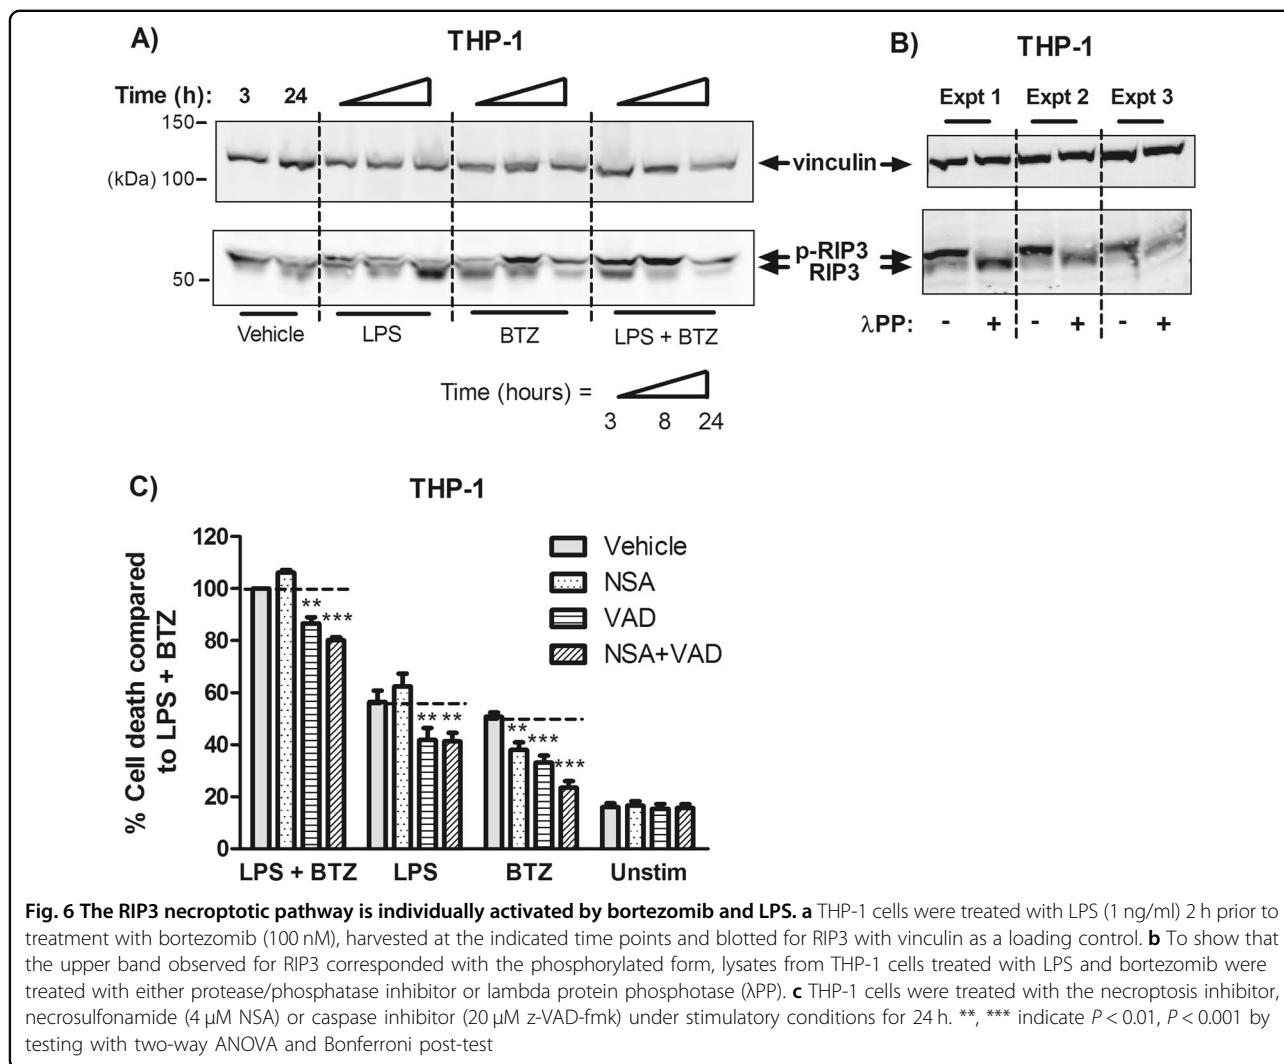 A)
THP-1
Time (h): 3 24
150
(kDa) 100
50
Vehicle LPS BTZ LPS + BTZ
Time (hours) =
3 8 24
vinculin
p-RIP3
RIP3
B)
THP-1
Expt 1 Expt 2 Expt 3
λPP: - + - + - +
C)
THP-1
% Cell death compared
to LPS + BTZ
120
100
80
60
40
20
0
** ***
** **
** *** ***
LPS + BTZ LPS BTZ Unstim
Vehicle
NSA
VAD
NSA+VAD
Fig. 6 The RIP3 necroptotic pathway is individually activated by bortezomib and LPS. a THP-1 cells were treated with LPS (1 ng/ml) 2 h prior to
treatment with bortezomib (100 nM), harvested at the indicated time points and blotted for RIP3 with vinculin as a loading control. b To show that
the upper band observed for RIP3 corresponded with the phosphorylated form, lysates from THP-1 cells treated with LPS and bortezomib were
treated with either protease/phosphatase inhibitor or lambda protein phosphotase (λPP). c THP-1 cells were treated with the necroptosis inhibitor,
necrosulfonamide (4 μM NSA) or caspase inhibitor (20 μM z-VAD-fmk) under stimulatory conditions for 24 h. **, *** indicate P < 0.01, P < 0.001 by
testing with two-way ANOVA and Bonferroni post-test